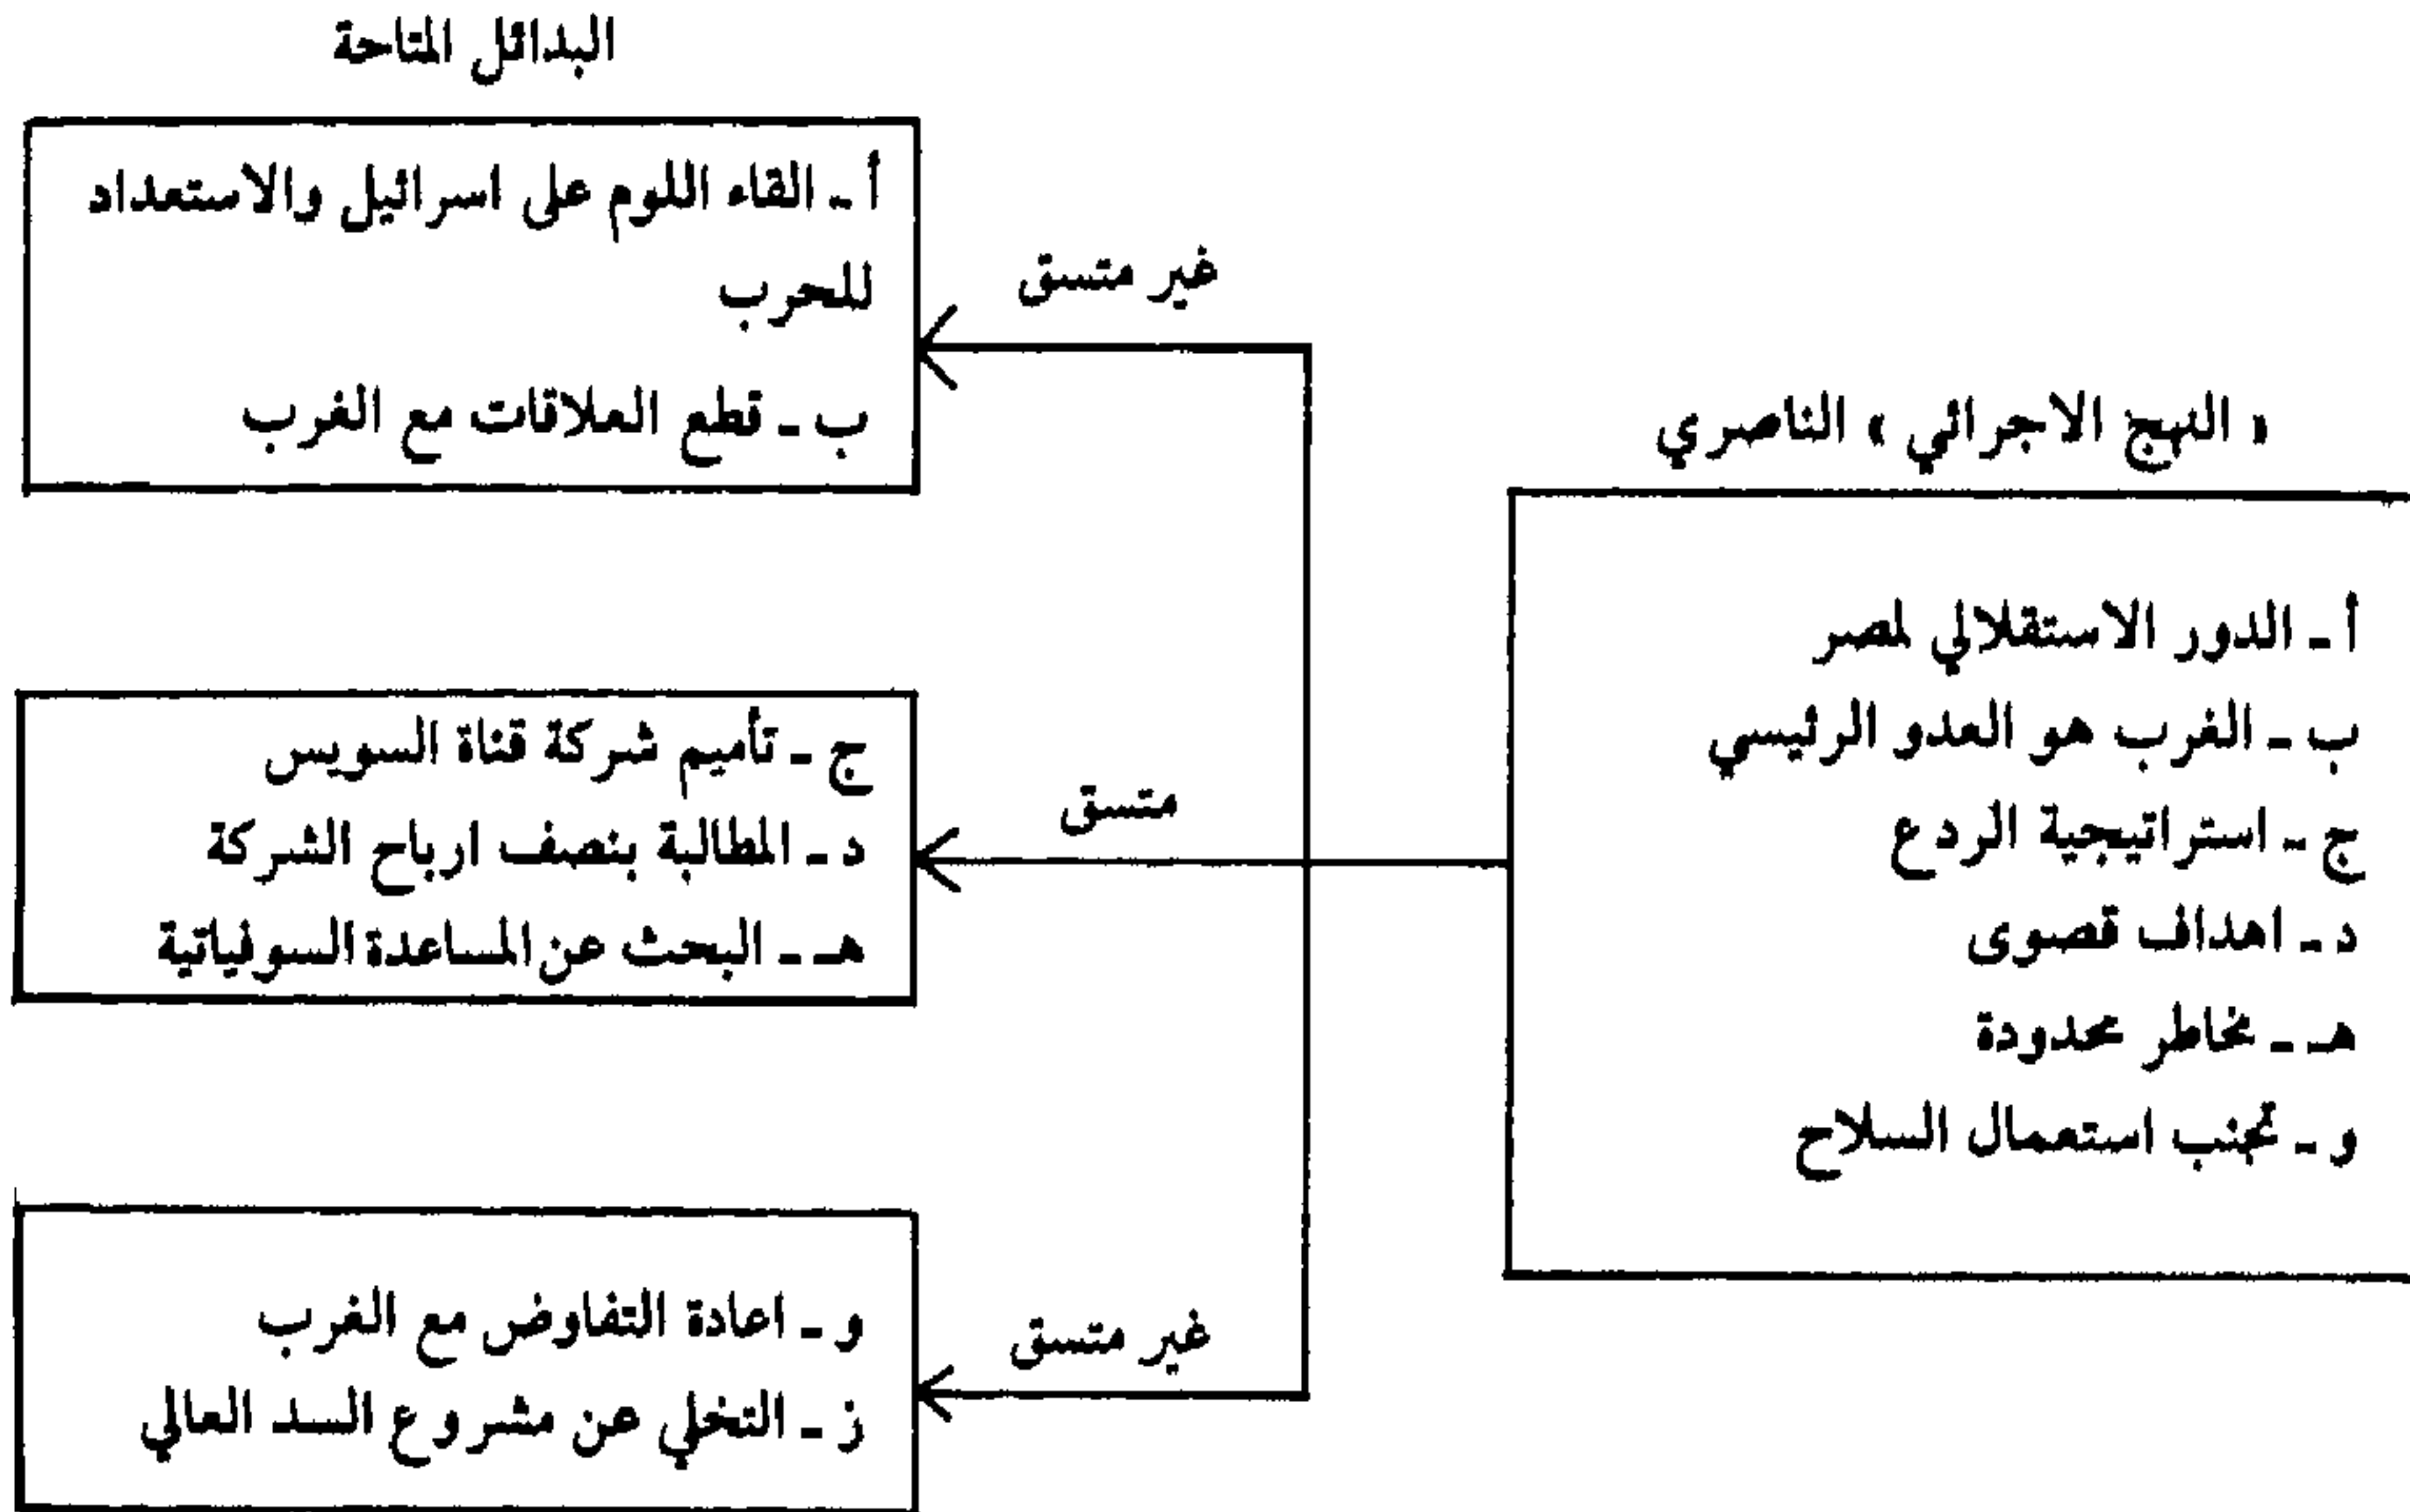 « النهج الاجرائي » الناصري
أ ـ الدور الاستقلالي لمصر
ب ـ الغرب هو العدو الرئيسي
ج ـ استراتيجية الردع
د ـ اهداف قصوى
هـ ـ مخاطر محدودة
و ـ تجنب استعمال السلاح
البدائل المتاحة
غير متسق
أ ـ القاء اللوم على اسرائيل والاستعداد
للحرب
ب ـ قطع العلاقات مع الغرب
متسق
ج ـ تأميم شركة قناة السويس
د ـ المطالبة بنصف ارباح الشركة
هـ ـ البحث عن المساعدة السوفياتية
غير متسق
و ـ اعادة التفاوض مع الغرب
ز ـ التخلي عن مشروع السد العالي